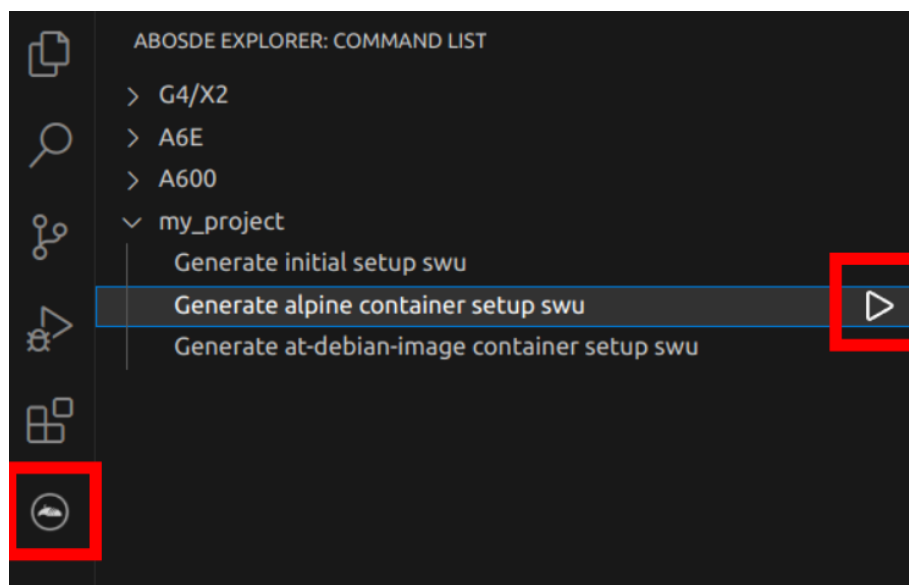 ABOSDE EXPLORER: COMMAND LIST
G4/X2
A6E
A600
my_project
Generate initial setup swu
Generate alpine container setup swu
Generate at-debian-image container setup swu